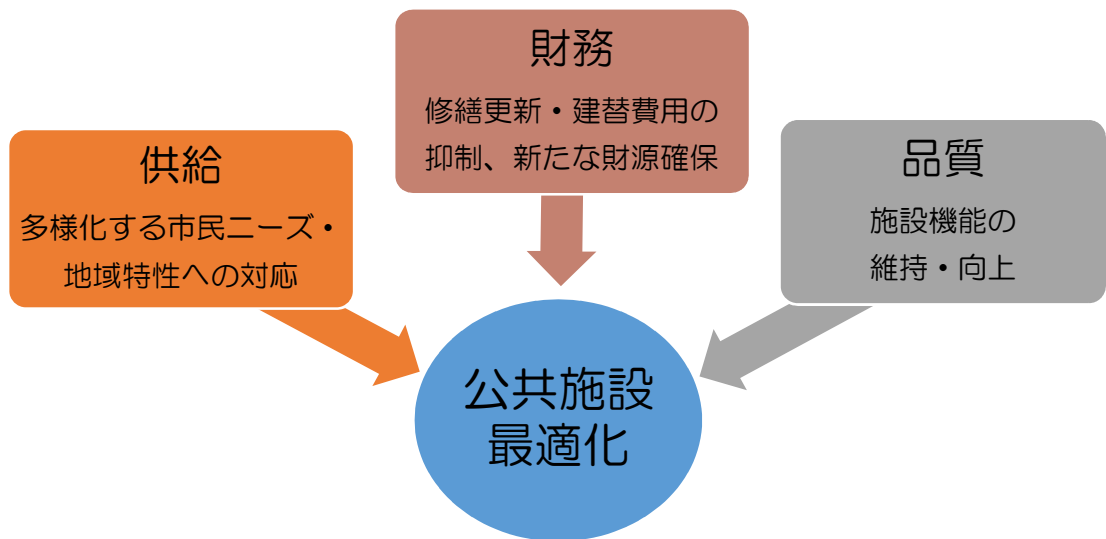 供給
多様化する市民ニーズ・
地域特性への対応
財務
修繕更新・建替費用の
抑制、新たな財源確保
品質
施設機能の
維持・向上
公共施設
最適化